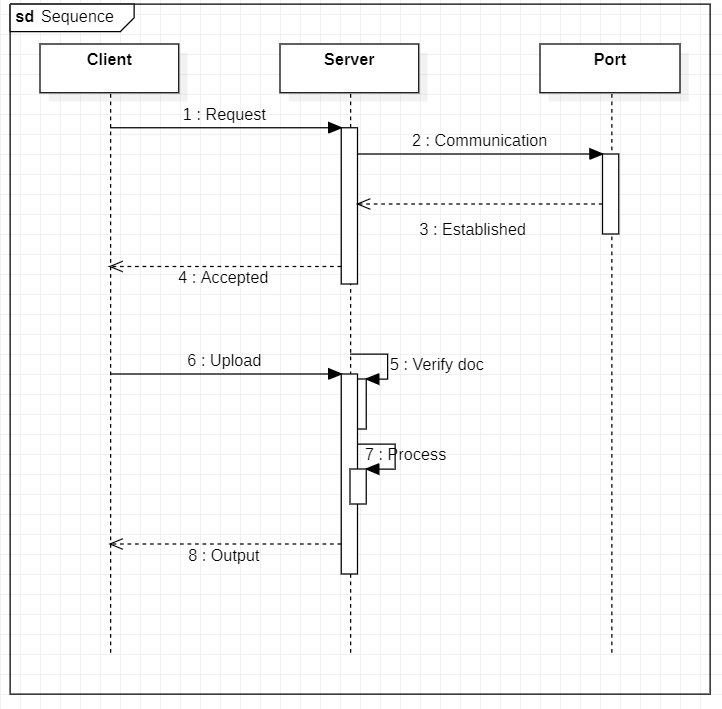 sd Sequence
Client
Server
Port
1 : Request
2 : Communication
3 : Established
4 : Accepted
6 : Upload
5 : Verify doc
7 : Process
8 : Output